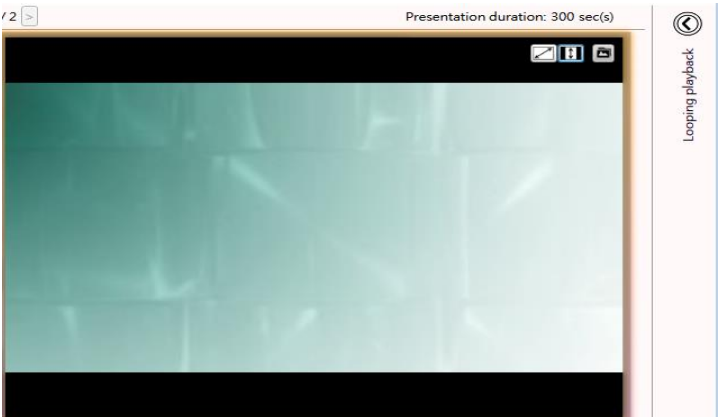 / 2 >
Presentation duration: 300 sec(s)
Looping playback